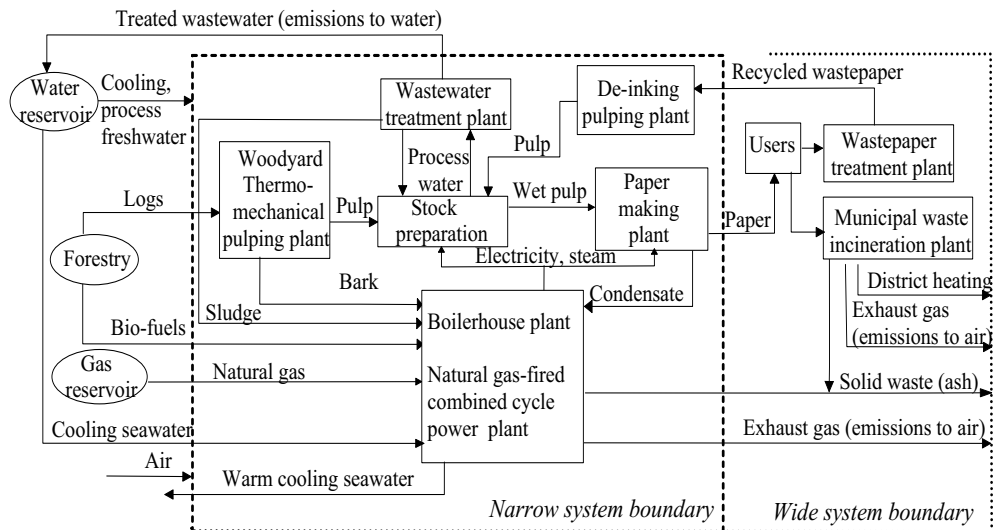 Treated wastewater (emissions to water)
Water
reservoir
Cooling,
process
freshwater
Wastewater
treatment plant
De-inking
pulping plant
Recycled wastepaper
Users
Wastepaper
treatment plant
Woodyard
Thermo-
mechanical
pulping plant
Process
water
Pulp
Logs
Pulp
Stock
preparation
Wet pulp
Paper
making
plant
Paper
Municipal waste
incineration plant
Forestry
Electricity, steam
Bark
Condensate
District heating
Sludge
Exhaust gas
(emissions to air)
Bio-fuels
Boilerhouse plant
Gas
reservoir
Natural gas
Natural gas-fired
combined cycle
power plant
Solid waste (ash)
Cooling seawater
Exhaust gas (emissions to air)
Air
Warm cooling seawater
Narrow system boundary
Wide system boundary